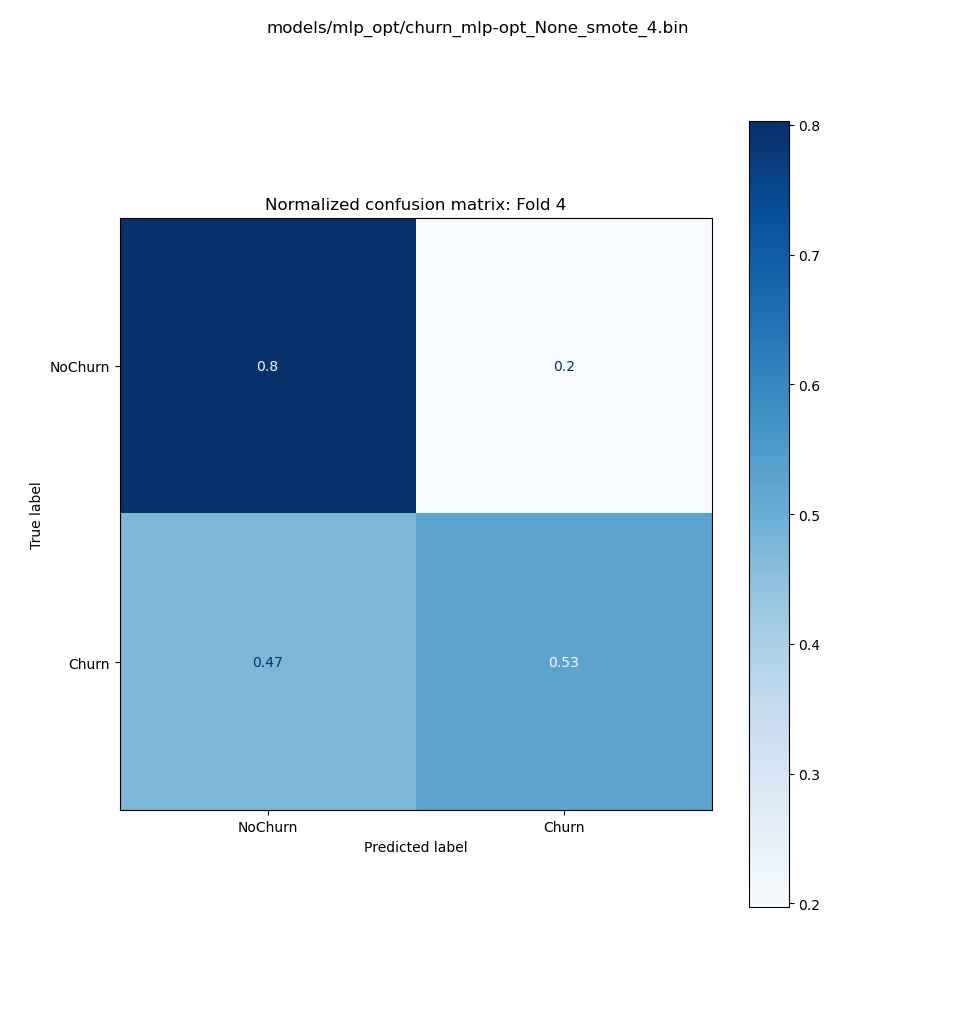 models/mlp_opt/churn_mlp-opt_None_smote_4.bin
Normalized confusion matrix: Fold 4
0.8
0.7
0.6
0.5
0.4
0.3
0.2
True label
NoChurn
0.8
0.2
Churn
0.47
0.53
NoChurn
Churn
Predicted label